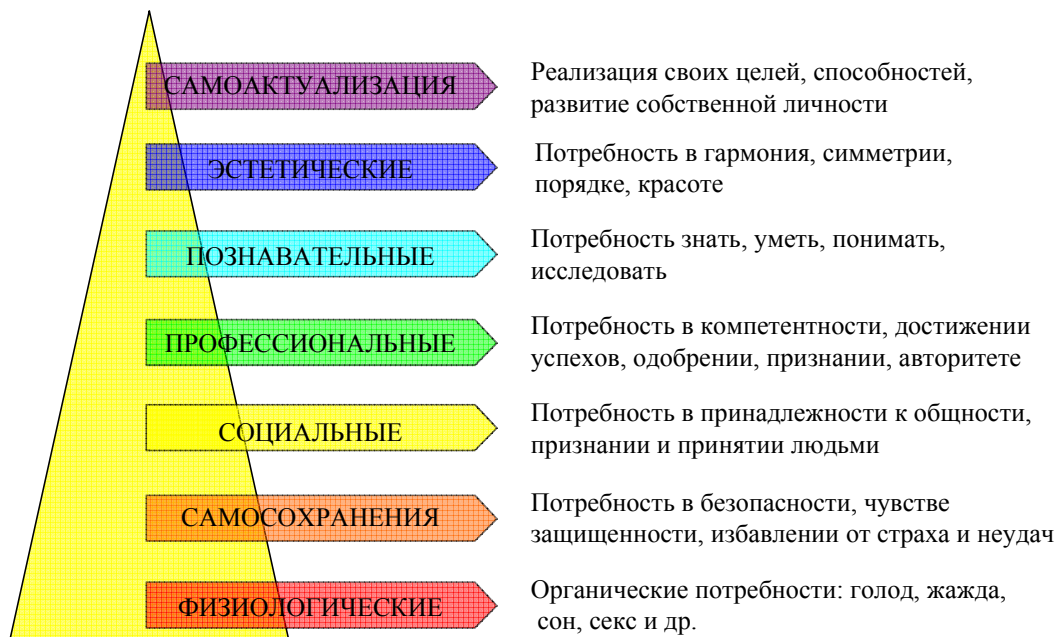 САМОАКТУАЛИЗАЦИЯ
Реализация своих целей, способностей,
развитие собственной личности
ЭСТЕТИЧЕСКИЕ
Потребность в гармония, симметрии,
порядке, красоте
ПОЗНАВАТЕЛЬНЫЕ
Потребность знать, уметь, понимать,
исследовать
ПРОФЕССИОНАЛЬНЫЕ
Потребность в компетентности, достижении
успехов, одобрении, признании, авторитете
СОЦИАЛЬНЫЕ
Потребность в принадлежности к общности,
признании и принятии людьми
САМОСОХРАНЕНИЯ
Потребность в безопасности, чувстве
защищенности, избавлении от страха и неудач
ФИЗИОЛОГИЧЕСКИЕ
Органические потребности: голод, жажда,
сон, секс и др.